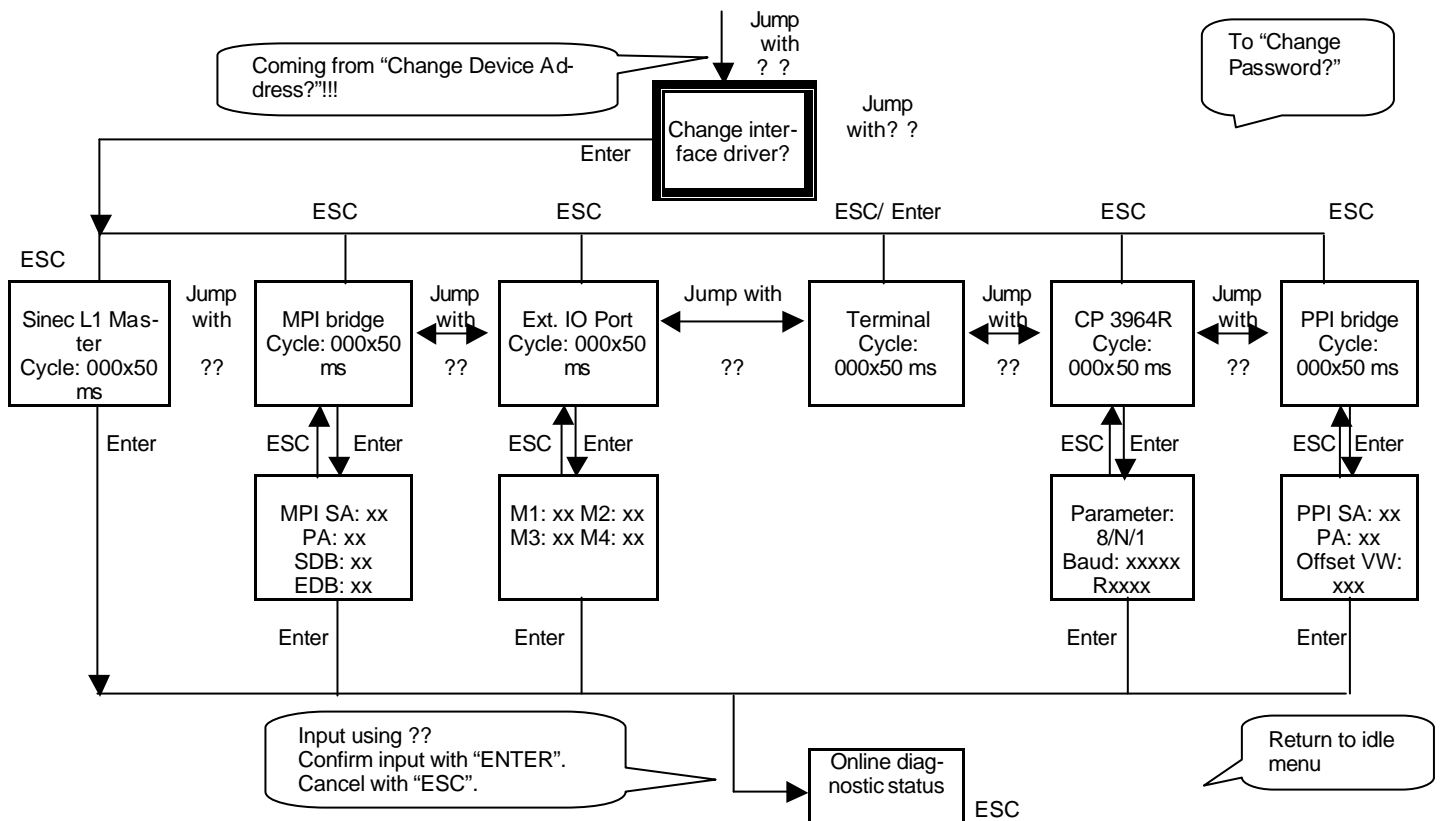 Jump
with
? ?
Coming from “Change Device Ad-
dress?”!!!
To “Change
Password?”
Jump
with? ?
Change inter-
face driver?
Enter
ESC
ESC
ESC/ Enter
ESC
ESC
ESC
Sinec L1 Mas-
ter
Cycle: 000x50
ms
Jump
with
??
MPI bridge
Cycle: 000x50
ms
Jump
with
??
Ext. IO Port
Cycle: 000x50
ms
Jump with
??
Terminal
Cycle:
000x50 ms
Jump
with
??
CP 3964R
Cycle:
000x50 ms
Jump
with
??
PPI bridge
Cycle:
000x50 ms
Enter
ESC
Enter
ESC
Enter
ESC
Enter
ESC
Enter
MPI SA: xx
PA: xx
SDB: xx
EDB: xx
M1: xx M2: xx
M3: xx M4: xx
Parameter:
8/N/1
Baud: xxxxx
Rxxxx
PPI SA: xx
PA: xx
Offset VW:
xxx
Enter
Enter
Enter
Enter
Input using ??
Confirm input with “ENTER”.
Cancel with “ESC”.
Online diag-
nostic status
ESC
Return to idle
menu